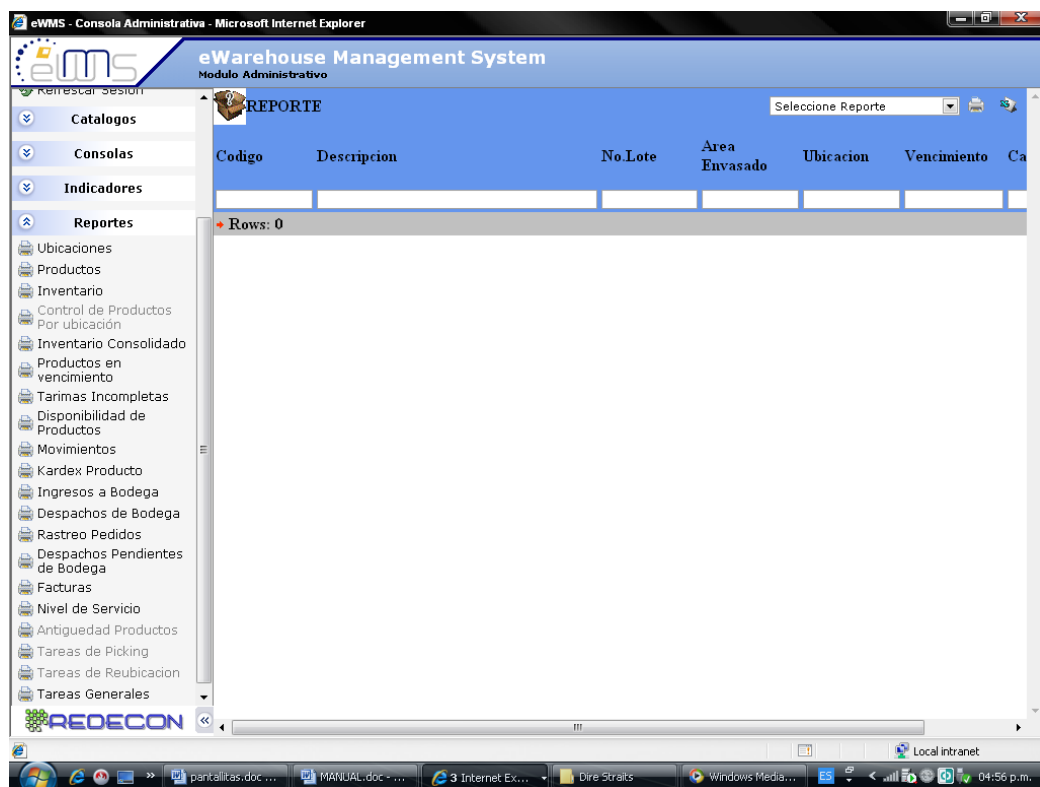 eWMS - Consola Administrativa - Microsoft Internet Explorer
eWMS
eWarehouse Management System
Modulo Administrativo
Refrescar Sesion
Catalogos
Consolas
Indicadores
Reportes
Ubicaciones
Productos
Inventario
Control de Productos
Por ubicación
Inventario Consolidado
Productos en
vencimiento
Tarimas Incompletas
Disponibilidad de
Productos
Movimientos
Kardex Producto
Ingresos a Bodega
Despachos de Bodega
Rastreo Pedidos
Despachos Pendientes
de Bodega
Facturas
Nivel de Servicio
Antiguedad Productos
Tareas de Picking
Tareas de Reubicacion
Tareas Generales
REDECON
REPORTE
Seleccione Reporte
Codigo Descripcion No.Lote Area Envasado Ubicacion Vencimiento Ca
Rows: 0
Local intranet
pantallitas.doc ... MANUAL.doc - ... 3 Internet Ex... Dire Straits Windows Media... ES 04:56 p.m.